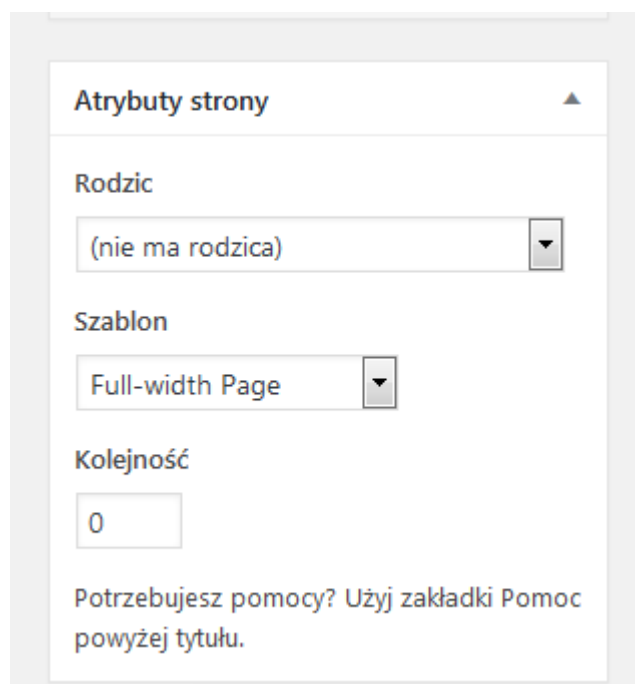 Atrybuty strony
Rodzic
(nie ma rodzica)
Szablon
Full-width Page
Kolejność
0
Potrzebujesz pomocy? Użyj zakładki Pomoc
powyżej tytułu.